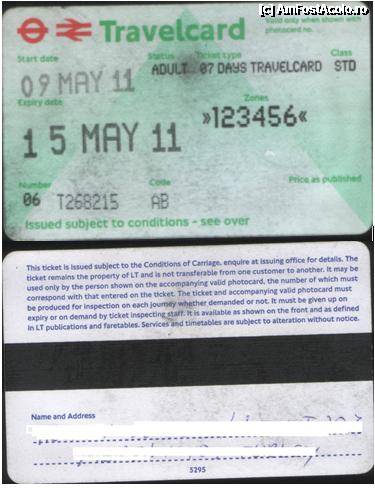 (c) AmFostAcolo.ro
Travelcard
Valid only when shown with
photocard no.
Start date Status Ticket type Class
09 MAY 11 ADULT 07 DAYS TRAVELCARD STD
Expiry date Zones
15 MAY 11 »123456«
Number Code Price as published
06 T268215 AB
Issued subject to conditions - see over
This ticket is issued subject to the Conditions of Carriage, enquire at issuing office for details. The
ticket remains the property of LT and is not transferable from one customer to another. It may be
used only by the person shown on the accompanying valid photocard, the number of which must
correspond with that entered on the ticket. The ticket and accompanying valid photocard must
be produced for inspection on each journey whether demanded or not. It must be given up on
expiry or on demand by ticket inspecting staff. It is available as shown on the front and as defined
in LT publications and faretables. Services and timetables are subject to alteration without notice.
Name and Address
5295